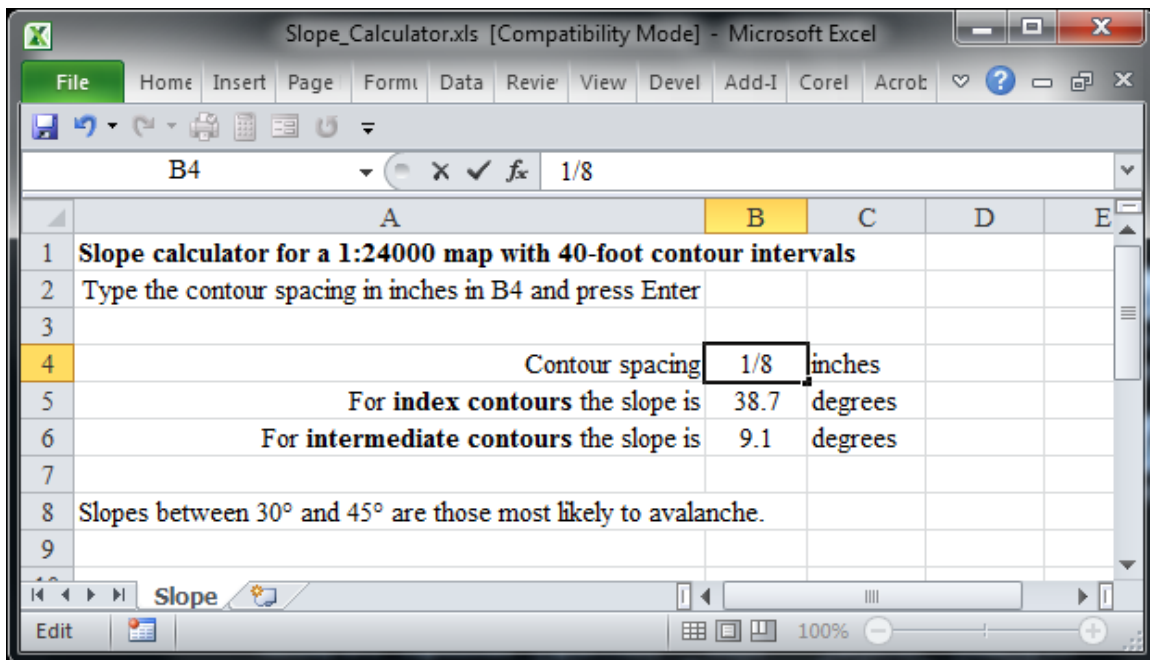 Slope_Calculator.xls [Compatibility Mode] - Microsoft Excel
File Home Insert Page Formu Data Revie View Devel Add-I Corel Acrob
B4 fx 1/8
A B C D E
1 Slope calculator for a 1:24000 map with 40-foot contour intervals
2 Type the contour spacing in inches in B4 and press Enter
3
4 Contour spacing 1/8 inches
5 For index contours the slope is 38.7 degrees
6 For intermediate contours the slope is 9.1 degrees
7
8 Slopes between 30° and 45° are those most likely to avalanche.
9
Slope
Edit 100%